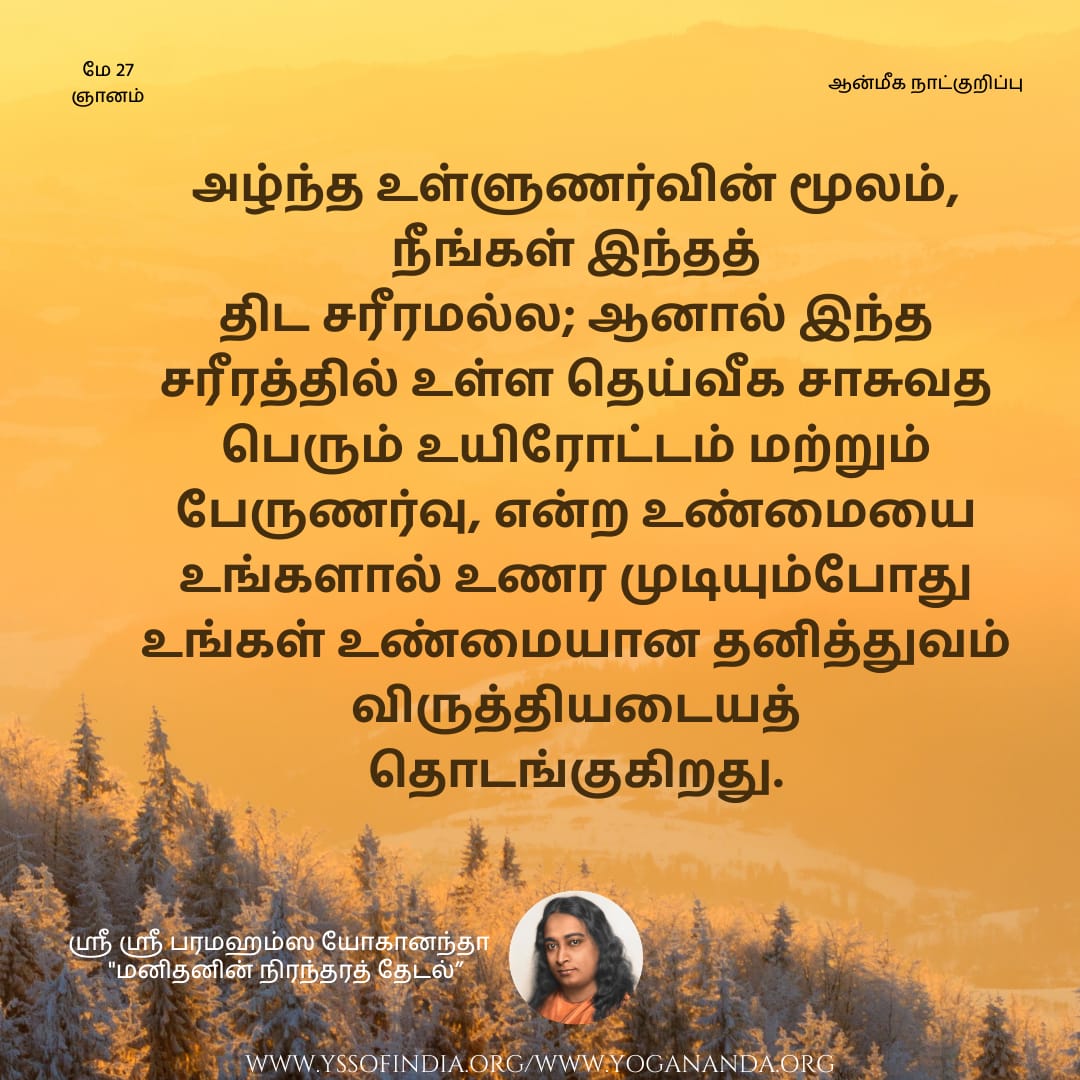 மே 27
ஞானம்
ஆன்மீக நாட்குறிப்பு
அழ்ந்த உள்ளுணர்வின் மூலம்,
நீங்கள் இந்தத்
திட சரீரமல்ல; ஆனால் இந்த
சரீரத்தில் உள்ள தெய்வீக சாசுவத
பெரும் உயிரோட்டம் மற்றும்
பேருணர்வு, என்ற உண்மையை
உங்களால் உணர முடியும்போது
உங்கள் உண்மையான தனித்துவம்
விருத்தியடையத்
தொடங்குகிறது.
ஸ்ரீ ஸ்ரீ பரமஹம்ஸ யோகானந்தா
"மனிதனின் நிரந்தரத் தேடல்”
WWW.YSSOFINDIA.ORG/WWW.YOGANANDA.ORG